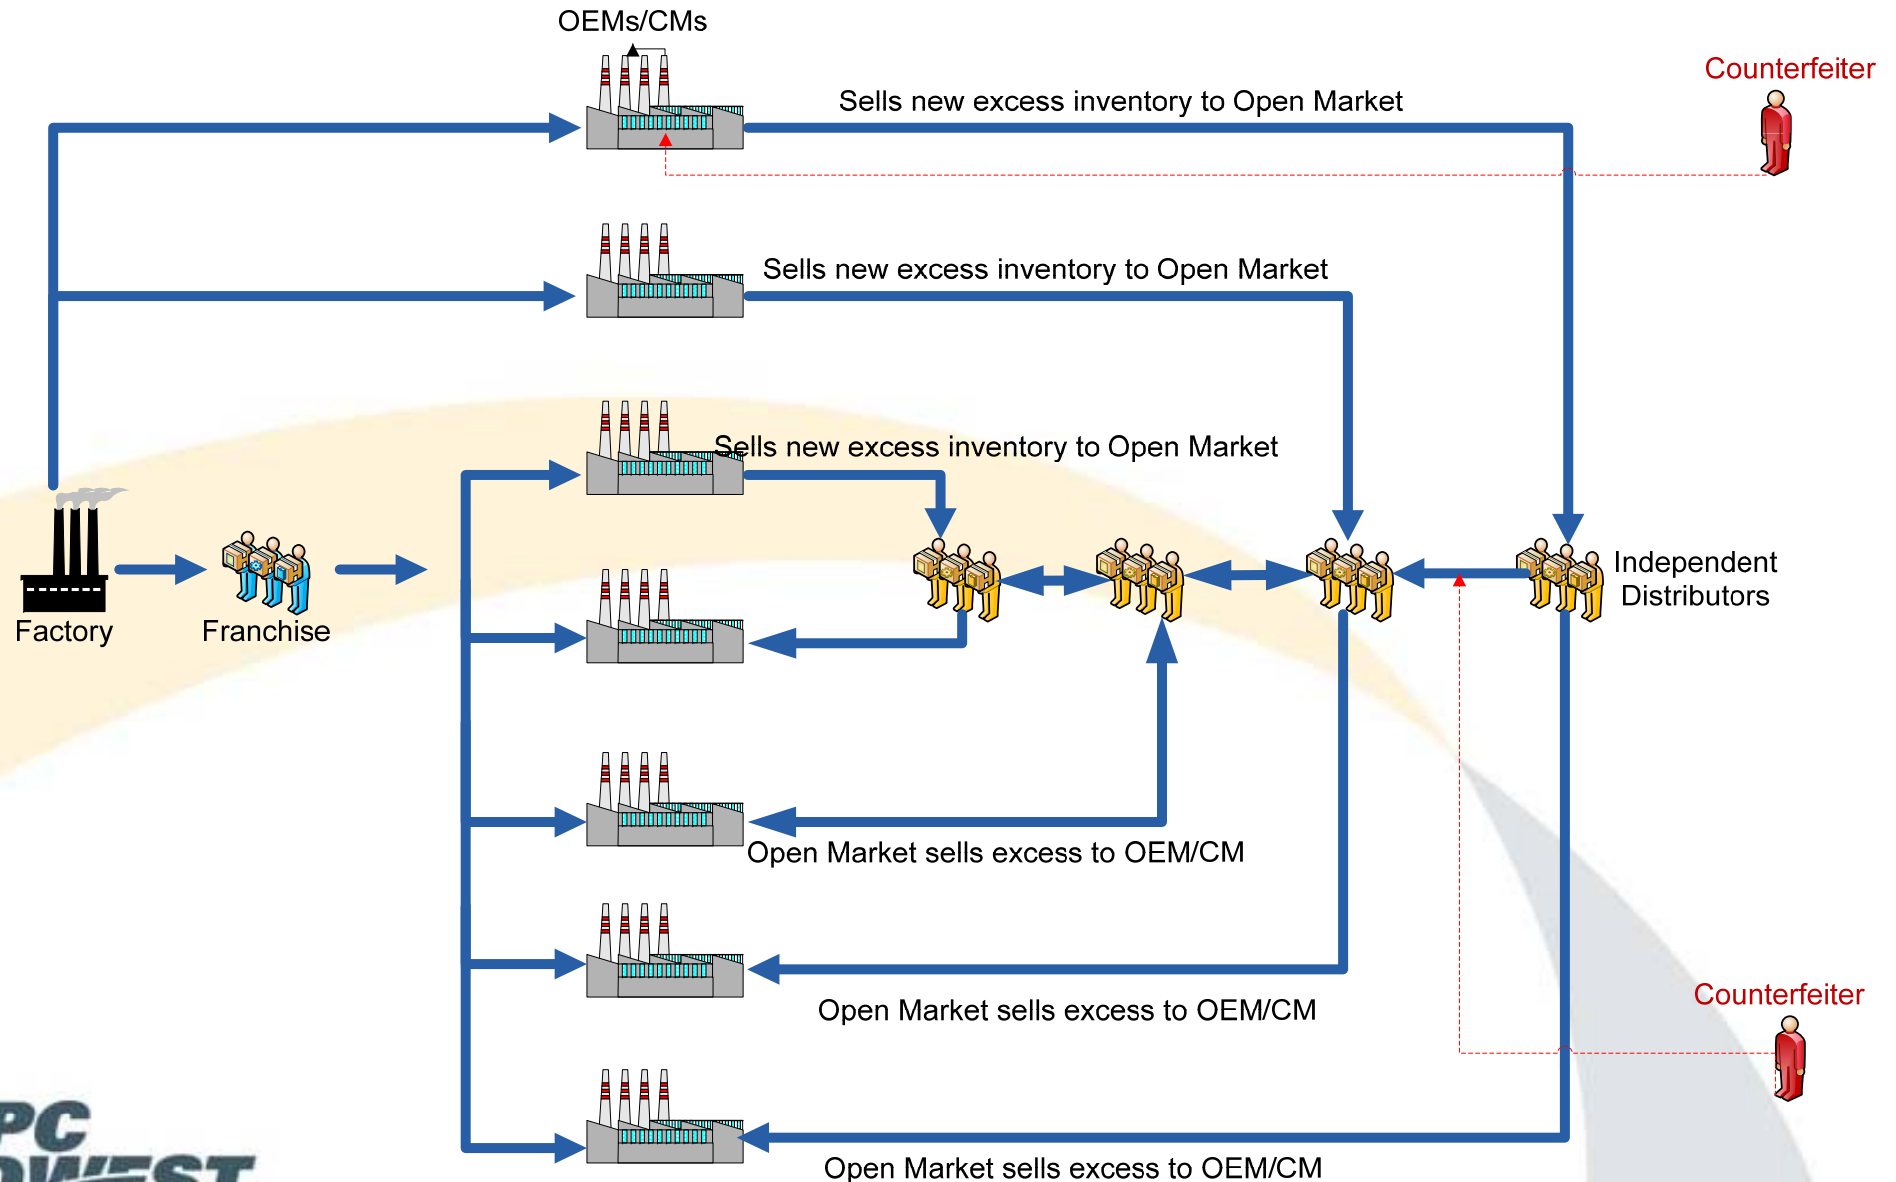 OEMs/CMs
Counterfeiter
Sells new excess inventory to Open Market
Sells new excess inventory to Open Market
Sells new excess inventory to Open Market
Independent
Distributors
Factory
Franchise
Open Market sells excess to OEM/CM
Counterfeiter
Open Market sells excess to OEM/CM
PC
DWEST
Open Market sells excess to OEM/CM